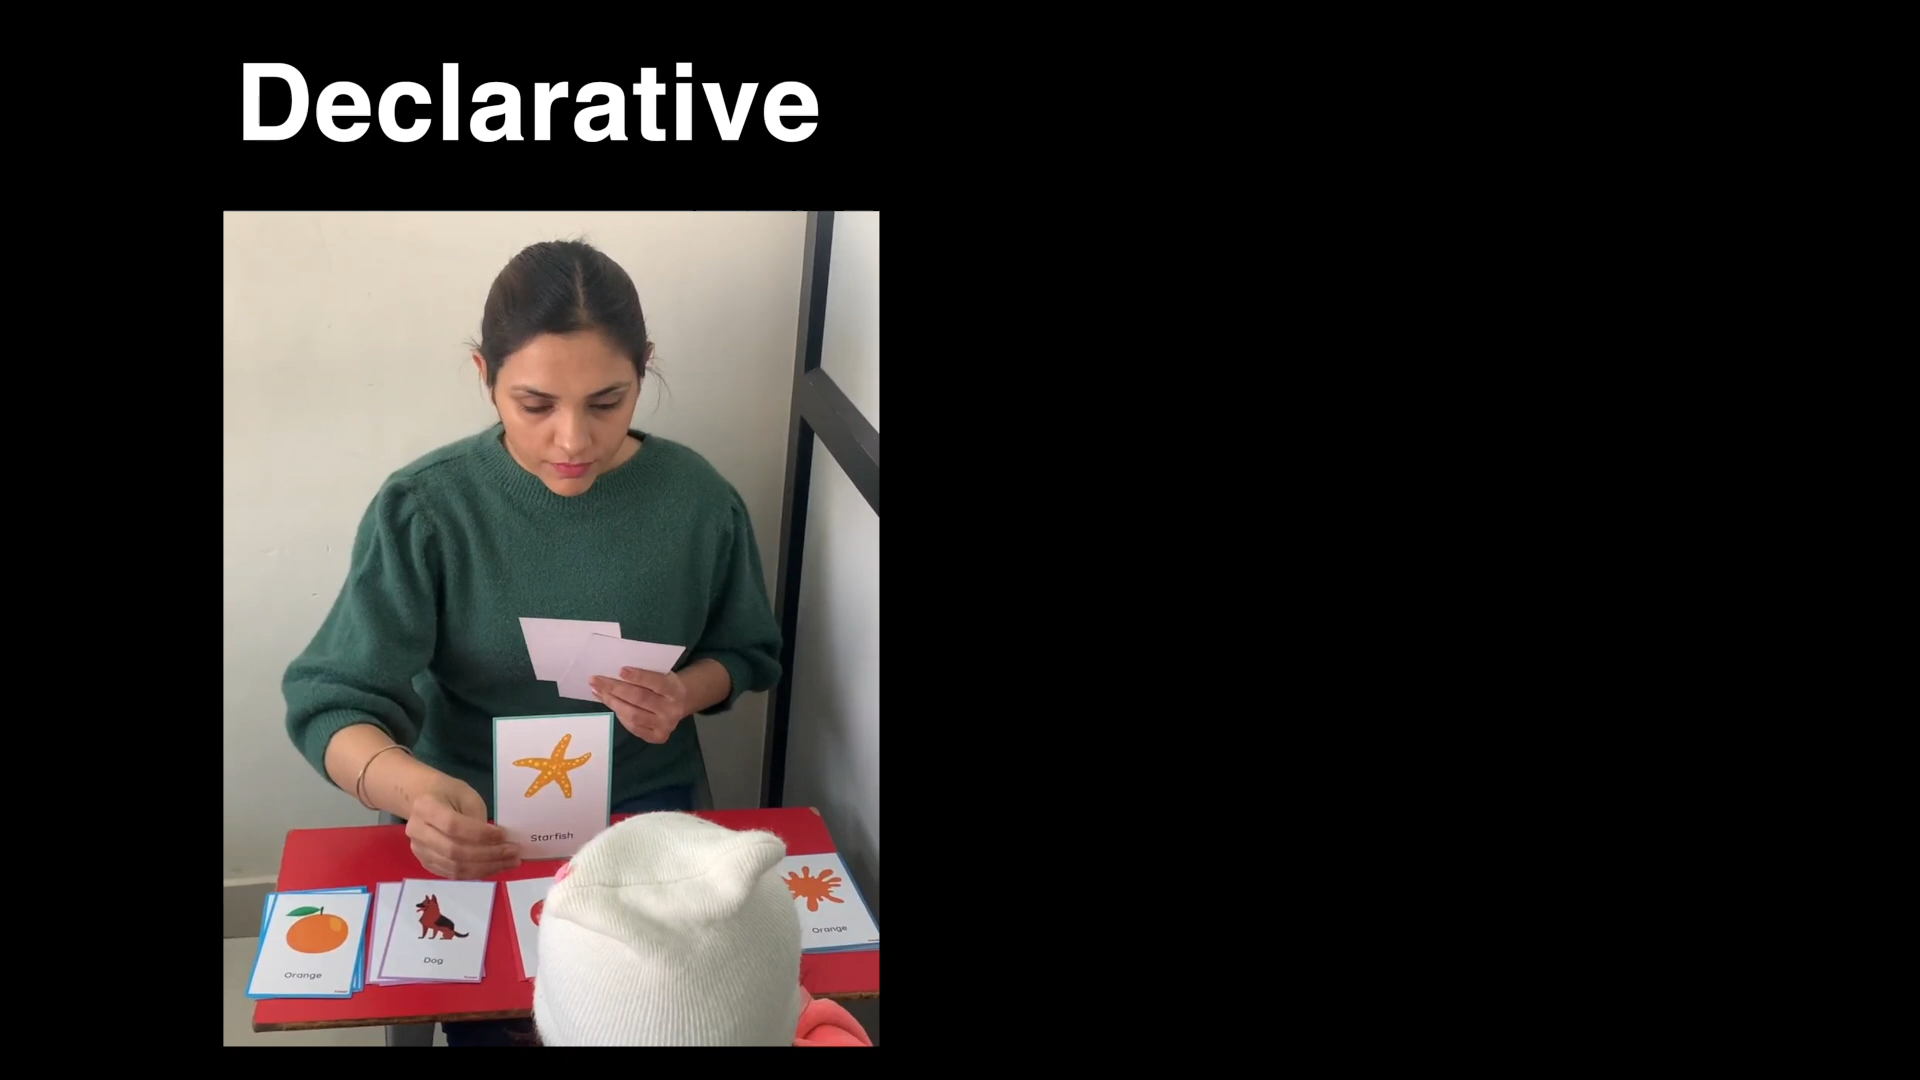 Declarative
Starfish
Orange
Dog
Orange